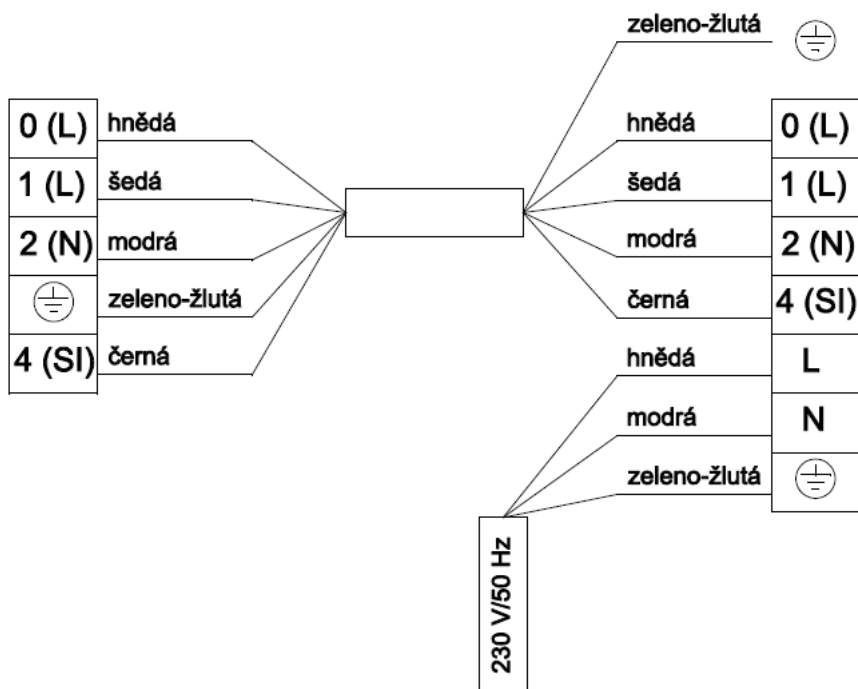 zeleno-žlutá
0 (L)
hnědá
1 (L)
šedá
2 (N)
modrá
zeleno-žlutá
4 (SI)
černá
hnědá
0 (L)
šedá
1 (L)
modrá
2 (N)
černá
4 (SI)
hnědá
L
modrá
N
zeleno-žlutá
230 V/50 Hz